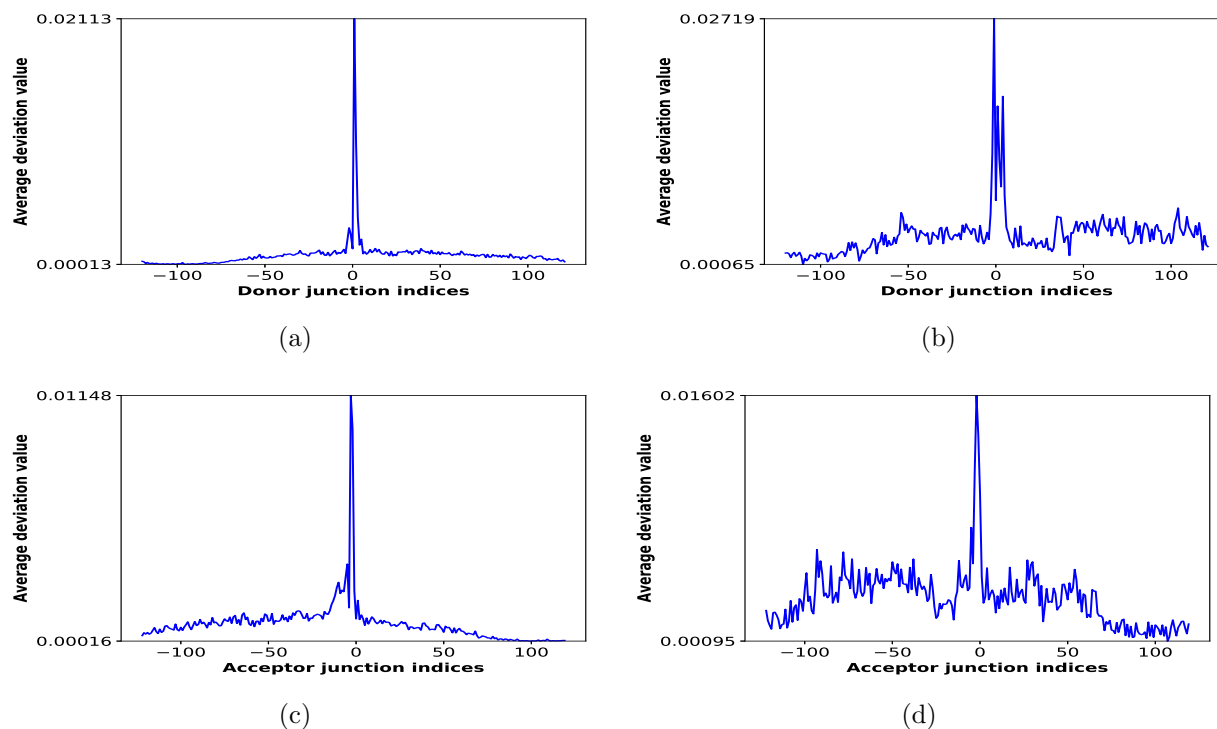 0.02113
Average deviation value
0.00013
−100 −50 0 50 100
Donor junction indices
(a)
0.02719
Average deviation value
0.00065
−100 −50 0 50 100
Donor junction indices
(b)
0.01148
Average deviation value
0.00016
−100 −50 0 50 100
Acceptor junction indices
(c)
0.01602
Average deviation value
0.00095
−100 −50 0 50 100
Acceptor junction indices
(d)